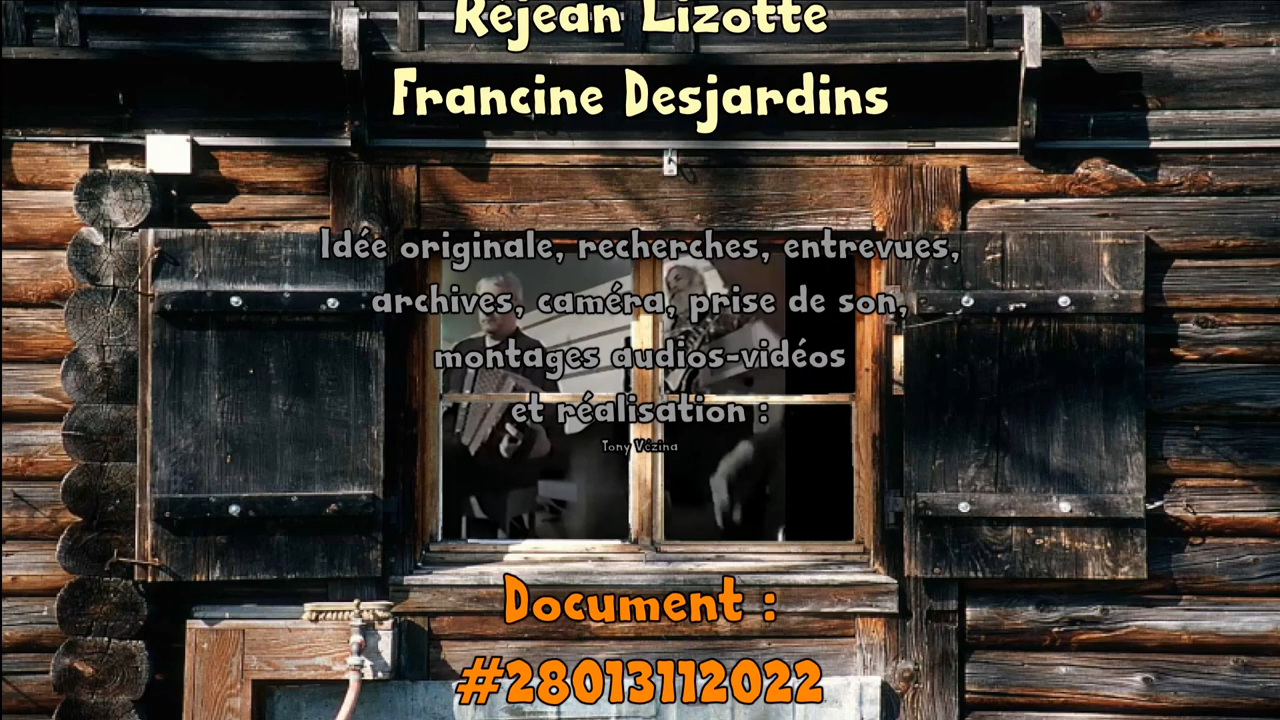 Réjean Lizotte
Francine Desjardins
Idée originale, recherches, entrevues,
archives, caméra, prise de son,
montages audios-vidéos
et réalisation :
Tony Vézina
Document :
#28013112022